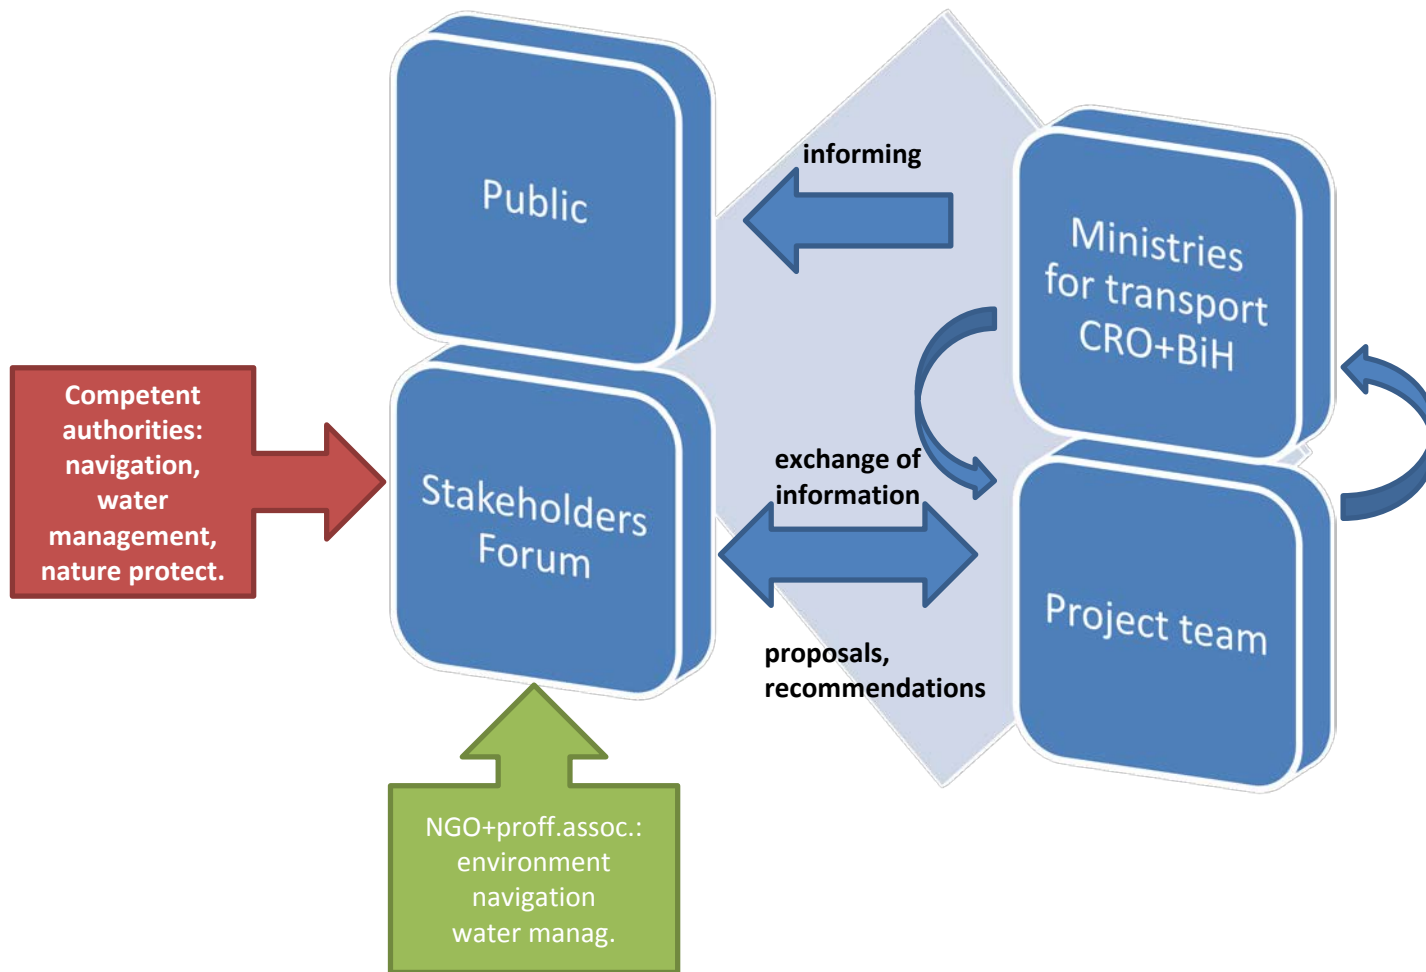 Public
informing
Ministries
for transport
CRO+BiH
Competent
authorities:
navigation,
water
management,
nature protect.
Stakeholders
Forum
exchange of
information
proposals,
recommendations
Project team
NGO+proff.assoc.:
environment
navigation
water manag.